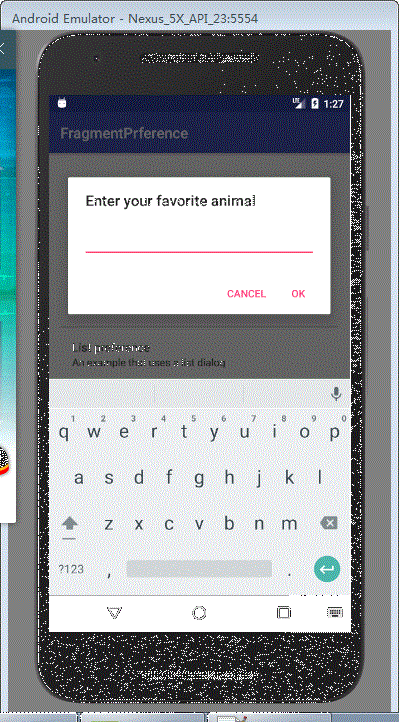 Android Emulator - Nexus_5X_API_23:5554
1:27
FragmentPrference
Enter your favorite animal
CANCEL OK
List preference
An example that uses a list dialog
1 2 3 4 5 6 7 8 9 0
q w e r t y u i o p
a s d f g h j k l
z x c v b n m
?123 , .